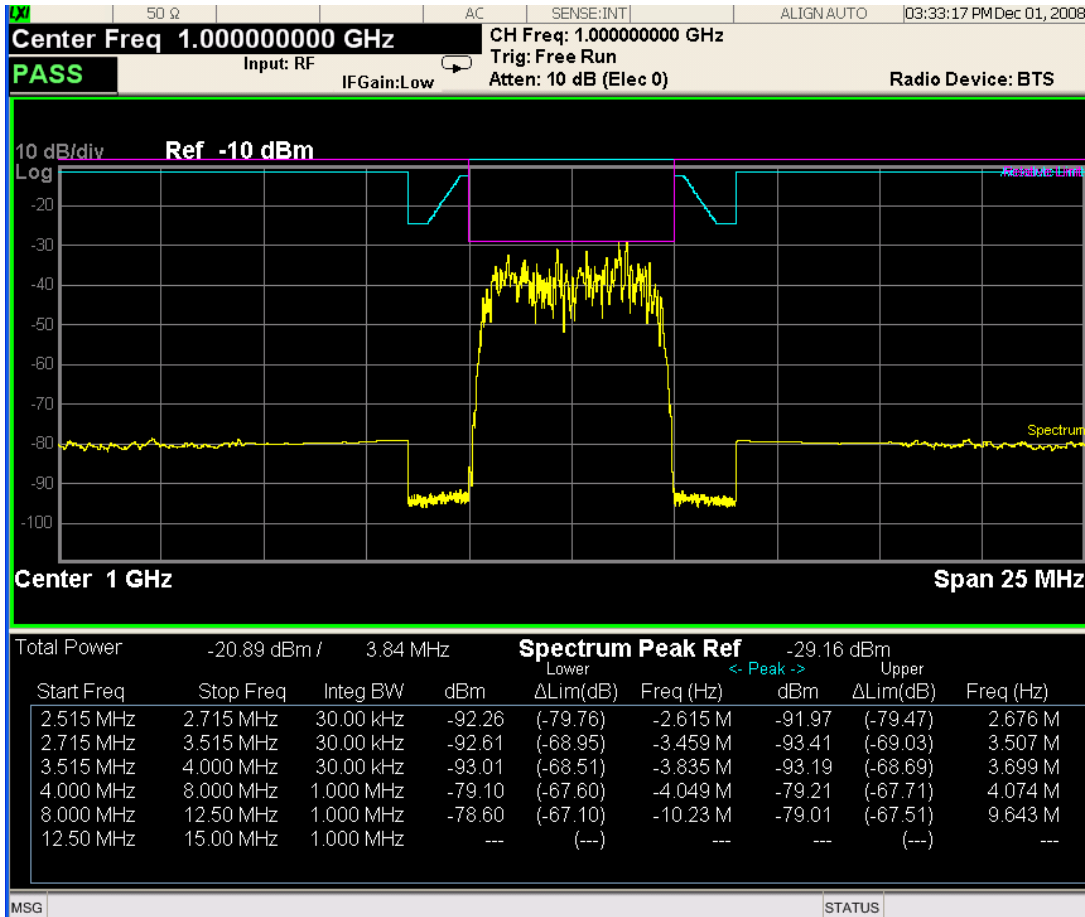 LXI 50 Ω AC SENSE:INT ALIGN AUTO 03:33:17 PM Dec 01, 2008
Center Freq 1.000000000 GHz CH Freq: 1.000000000 GHz
Input: RF Trig: Free Run
PASS IFGain:Low Atten: 10 dB (Elec 0) Radio Device: BTS
10 dB/div Ref -10 dBm
Log
-20
-30
-40
-50
-60
-70
-80
Spectrum
-90
-100
Center 1 GHz Span 25 MHz
Total Power -20.89 dBm / 3.84 MHz Spectrum Peak Ref -29.16 dBm
Lower <- Peak -> Upper
Start Freq Stop Freq Integ BW dBm ΔLim(dB) Freq (Hz) dBm ΔLim(dB) Freq (Hz)
2.515 MHz 2.715 MHz 30.00 kHz -92.26 (-79.76) -2.615 M -91.97 (-79.47) 2.676 M
2.715 MHz 3.515 MHz 30.00 kHz -92.61 (-68.95) -3.459 M -93.41 (-69.03) 3.507 M
3.515 MHz 4.000 MHz 30.00 kHz -93.01 (-68.51) -3.835 M -93.19 (-68.69) 3.699 M
4.000 MHz 8.000 MHz 1.000 MHz -79.10 (-67.60) -4.049 M -79.21 (-67.71) 4.074 M
8.000 MHz 12.50 MHz 1.000 MHz -78.60 (-67.10) -10.23 M -79.01 (-67.51) 9.643 M
12.50 MHz 15.00 MHz 1.000 MHz --- (---) --- --- (---) ---
MSG STATUS